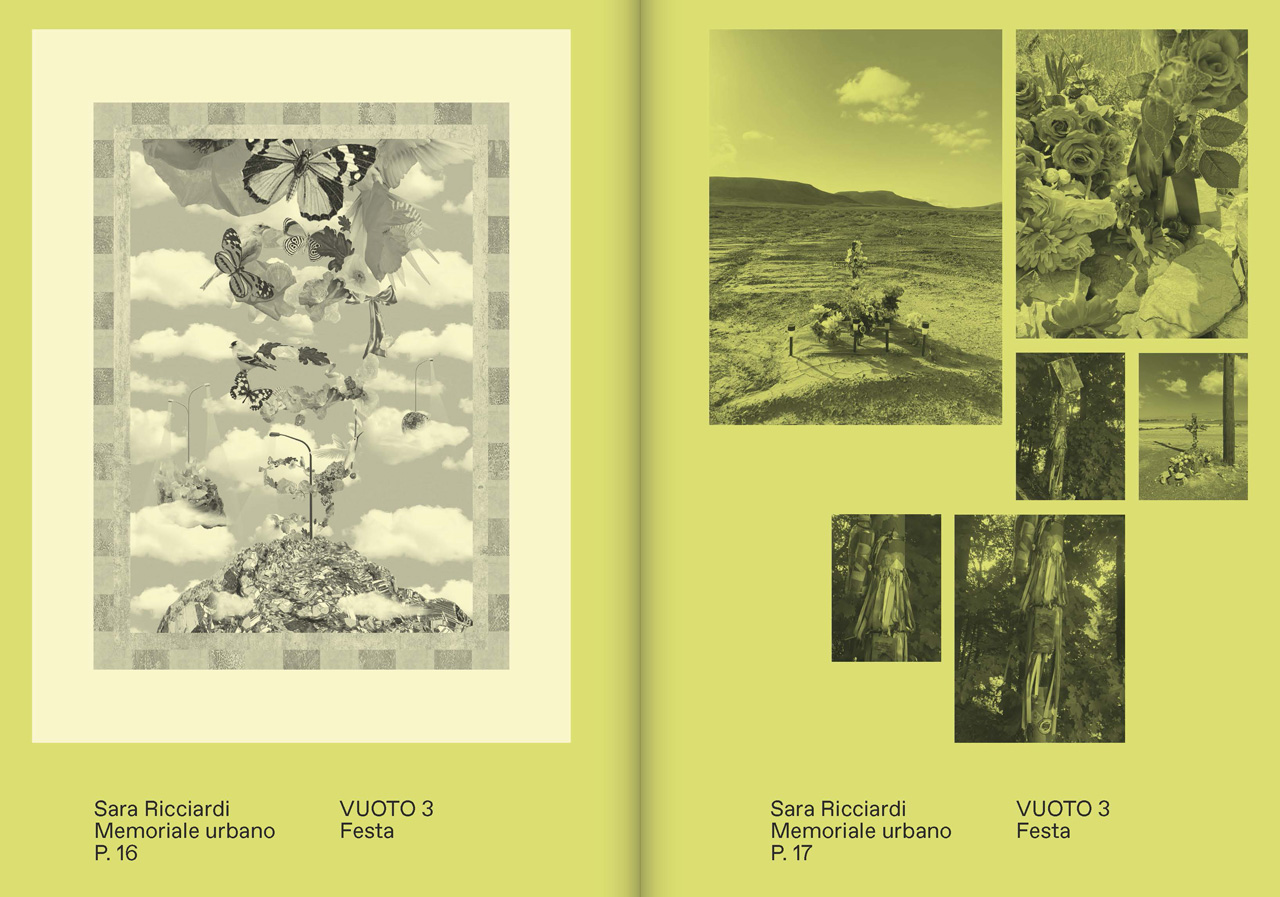 Sara Ricciardi
Memoriale urbano
P. 16
VUOTO 3
Festa
Sara Ricciardi
Memoriale urbano
P. 17
VUOTO 3
Festa